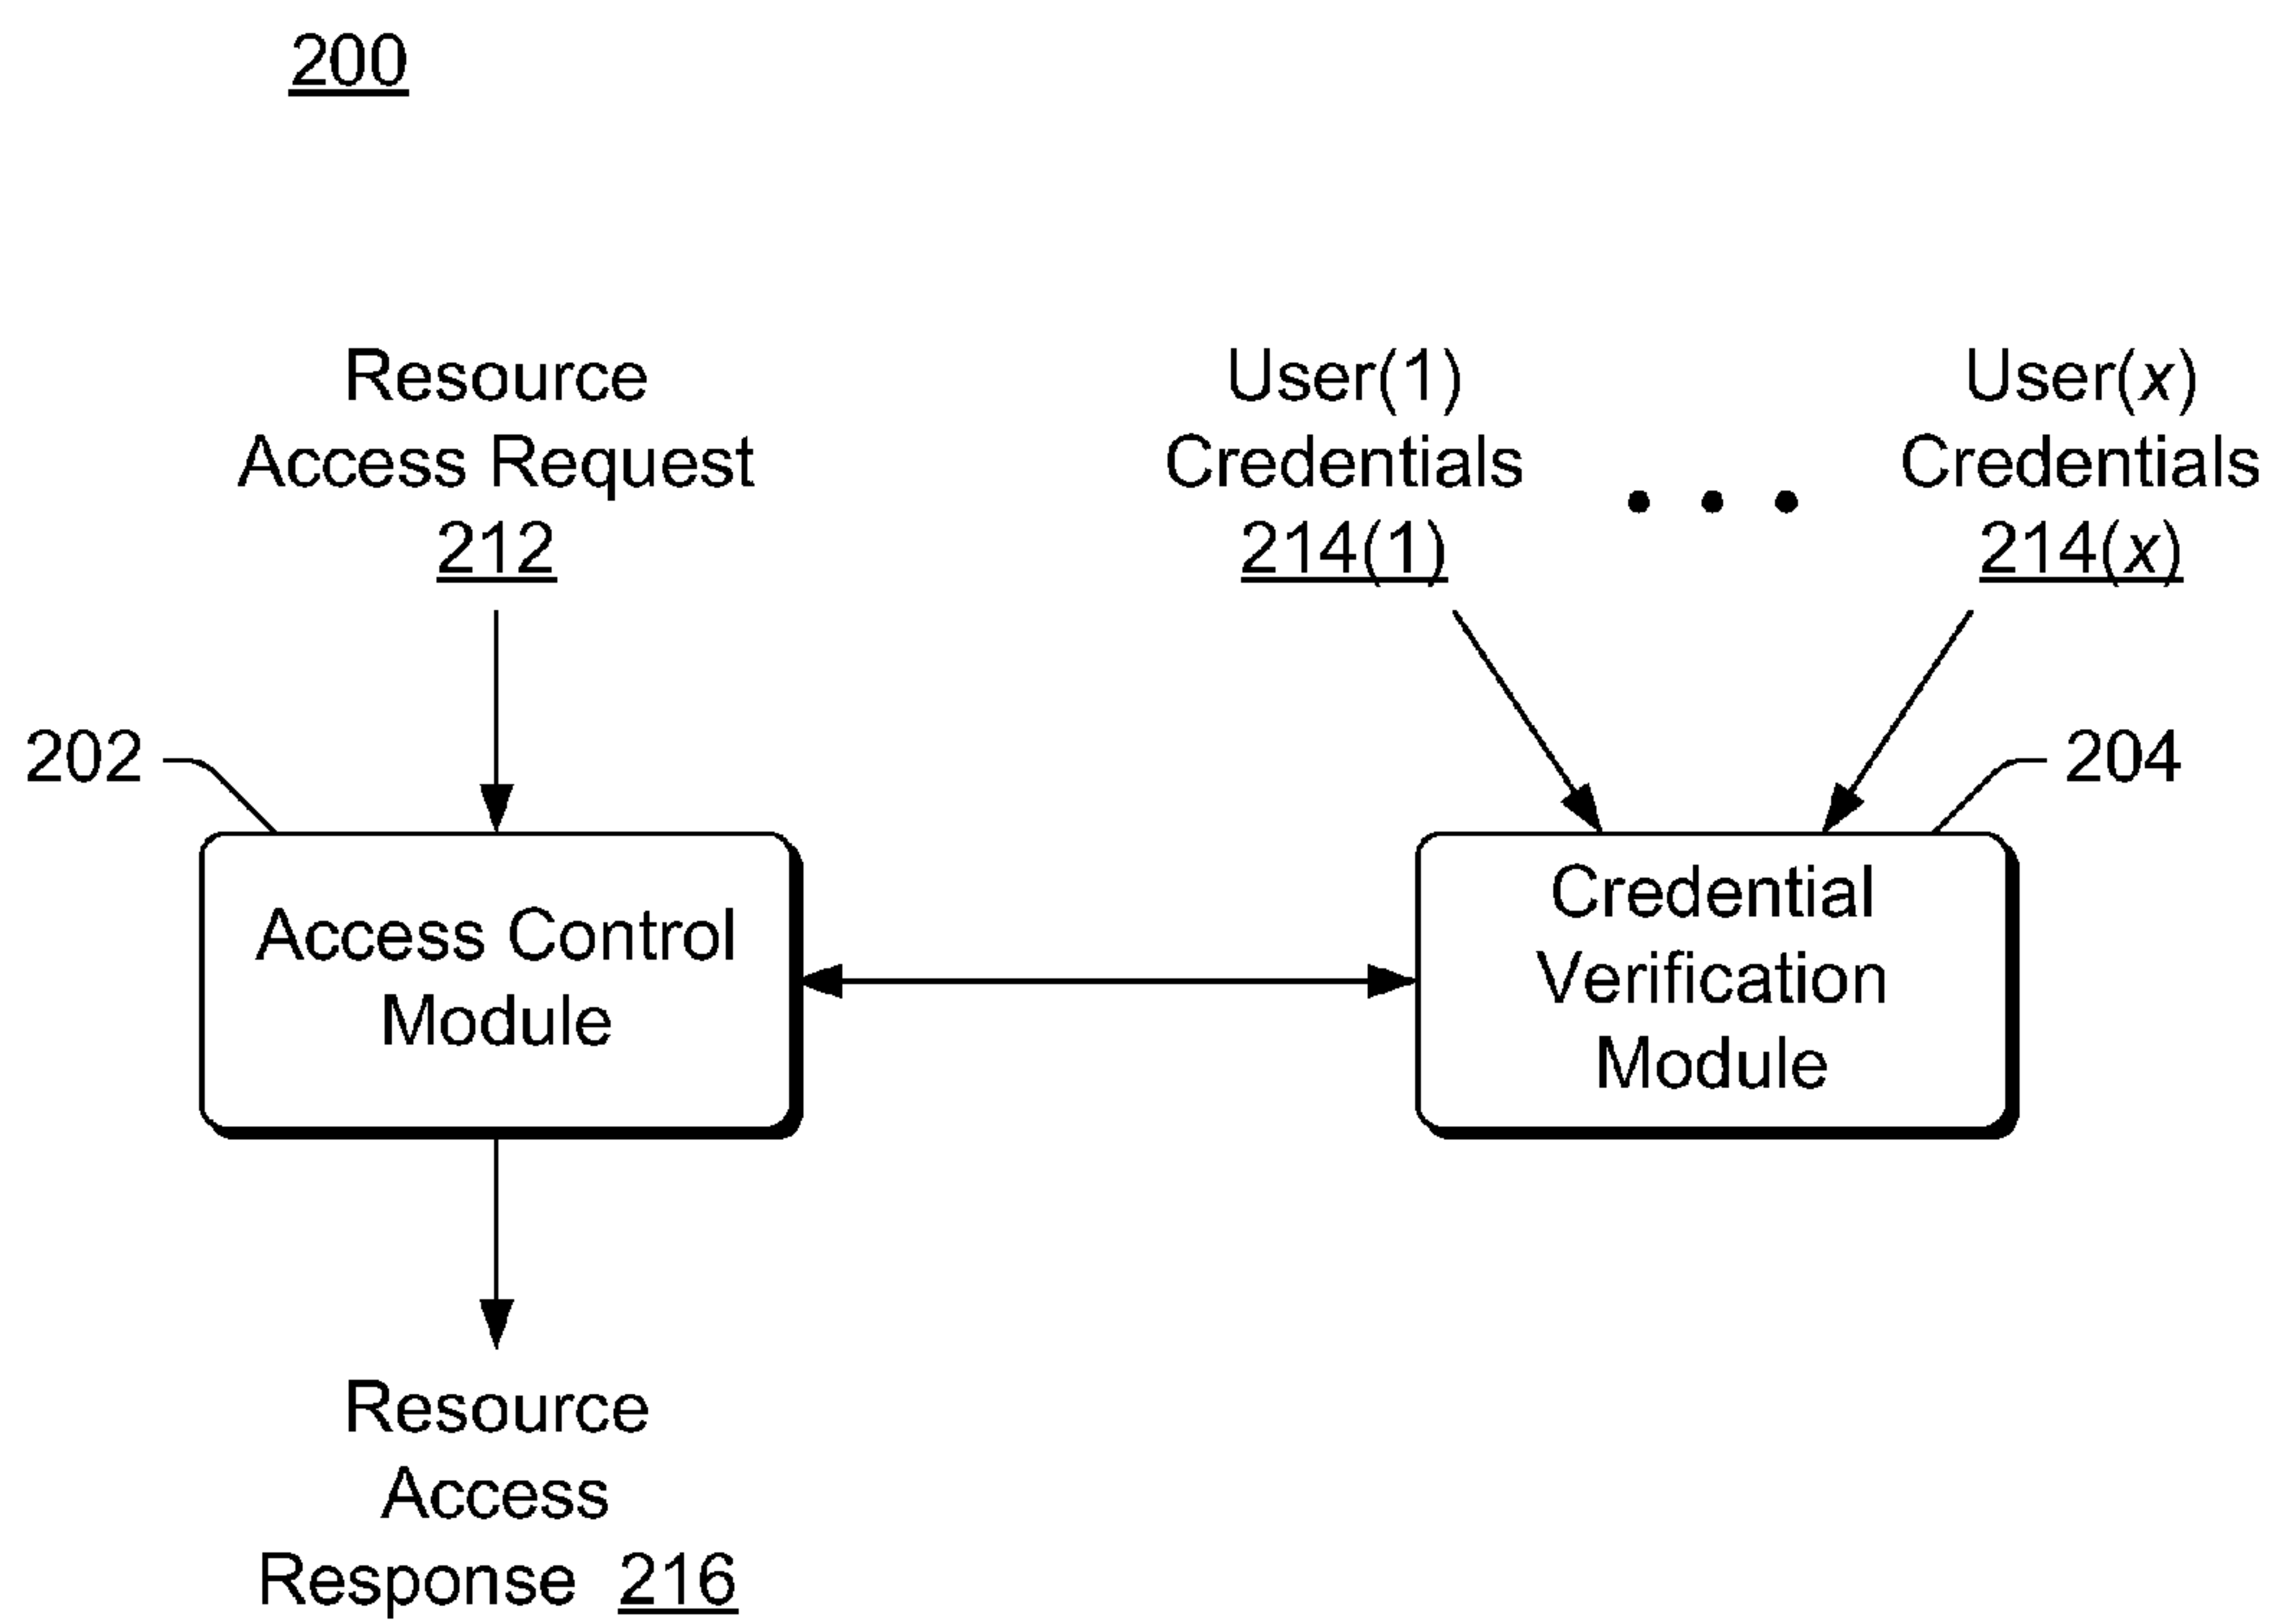 200
Resource
Access Request
212
User(1)
Credentials
214(1)
• • •
User(x)
Credentials
214(x)
202
204
Access Control
Module
Credential
Verification
Module
Resource
Access
Response 216